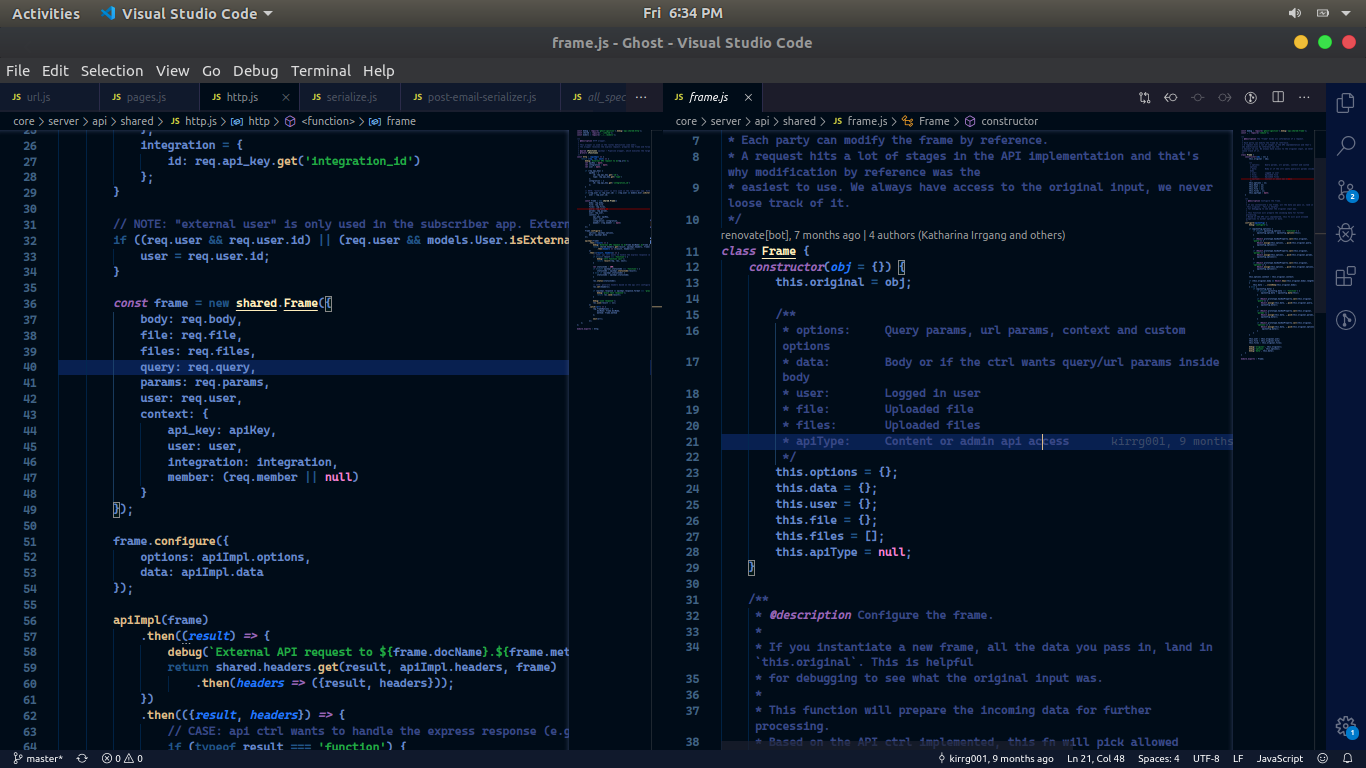 Activities
Visual Studio Code
Fri 6:34 PM
frame.js - Ghost - Visual Studio Code
File Edit Selection View Go Debug Terminal Help
JS url.js
JS pages.js
JS http.js ×
JS serialize.js
JS post-email-serializer.js
JS all_spec
...
core > server > api > shared > JS http.js > http > <function> > frame
25 };
26 integration = {
27 id: req.api_key.get('integration_id')
28 };
29 }
30
31 // NOTE: "external user" is only used in the subscriber app. Extern
32 if ((req.user && req.user.id) || (req.user && models.User.isExterna
33 user = req.user.id;
34 }
35
36 const frame = new shared.Frame({
37 body: req.body,
38 file: req.file,
39 files: req.files,
40 query: req.query,
41 params: req.params,
42 user: req.user,
43 context: {
44 api_key: apiKey,
45 user: user,
46 integration: integration,
47 member: (req.member || null)
48 }
49 });
50
51 frame.configure({
52 options: apiImpl.options,
53 data: apiImpl.data
54 });
55
56 apiImpl(frame)
57 .then((result) => {
58 debug(`External API request to ${frame.docName}.${frame.met
59 return shared.headers.get(result, apiImpl.headers, frame)
60 .then(headers => ({result, headers}));
61 })
62 .then(({result, headers}) => {
63 // CASE: api ctrl wants to handle the express response (e.g
64 if (typeof result === 'function') {
JS frame.js ×
...
core > server > api > shared > JS frame.js > Frame > constructor
7 * Each party can modify the frame by reference.
8 * A request hits a lot of stages in the API implementation and that's
why modification by reference was the
9 * easiest to use. We always have access to the original input, we never
loose track of it.
10 */
renovate[bot], 7 months ago | 4 authors (Katharina Irrgang and others)
11 class Frame {
12 constructor(obj = {}) {
13 this.original = obj;
14
15 /**
16 * options: Query params, url params, context and custom
options
17 * data: Body or if the ctrl wants query/url params inside
body
18 * user: Logged in user
19 * file: Uploaded file
20 * files: Uploaded files
21 * apiType: Content or admin api access kirrg001, 9 months
22 */
23 this.options = {};
24 this.data = {};
25 this.user = {};
26 this.file = {};
27 this.files = [];
28 this.apiType = null;
29 }
30
31 /**
32 * @description Configure the frame.
33 *
34 * If you instantiate a new frame, all the data you pass in, land in
`this.original`. This is helpful
35 * for debugging to see what the original input was.
36 *
37 * This function will prepare the incoming data for further
processing.
38 * Based on the API ctrl implemented, this fn will pick allowed
2
1
master*
0 0
kirrg001, 9 months ago
Ln 21, Col 48
Spaces: 4
UTF-8
LF
JavaScript